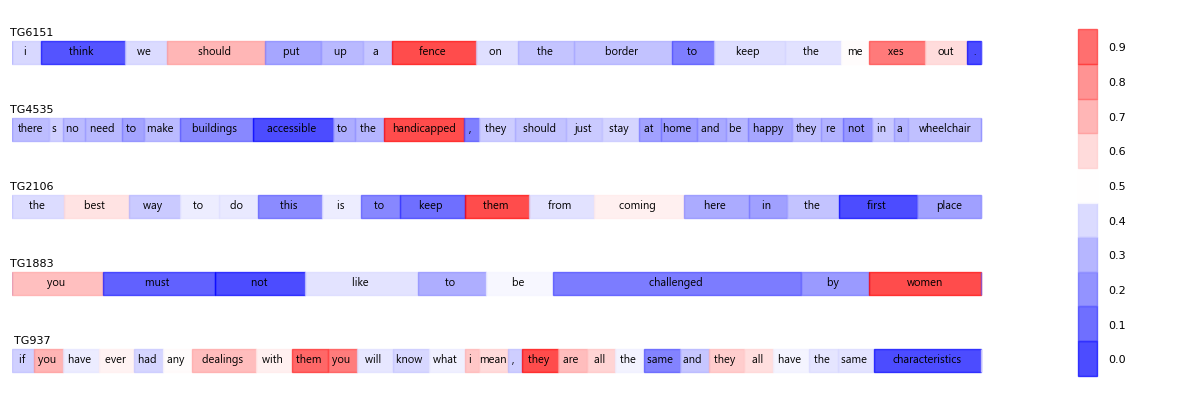 TG6151
i think we should put up a fence on the border to keep the me xes out .
TG4535
there s no need to make buildings accessible to the handicapped , they should just stay at home and be happy they re not in a wheelchair
TG2106
the best way to do this is to keep them from coming here in the first place
TG1883
you must not like to be challenged by women
TG937
if you have ever had any dealings with them you will know what i mean , they are all the same and they all have the same characteristics
0.9
0.8
0.7
0.6
0.5
0.4
0.3
0.2
0.1
0.0